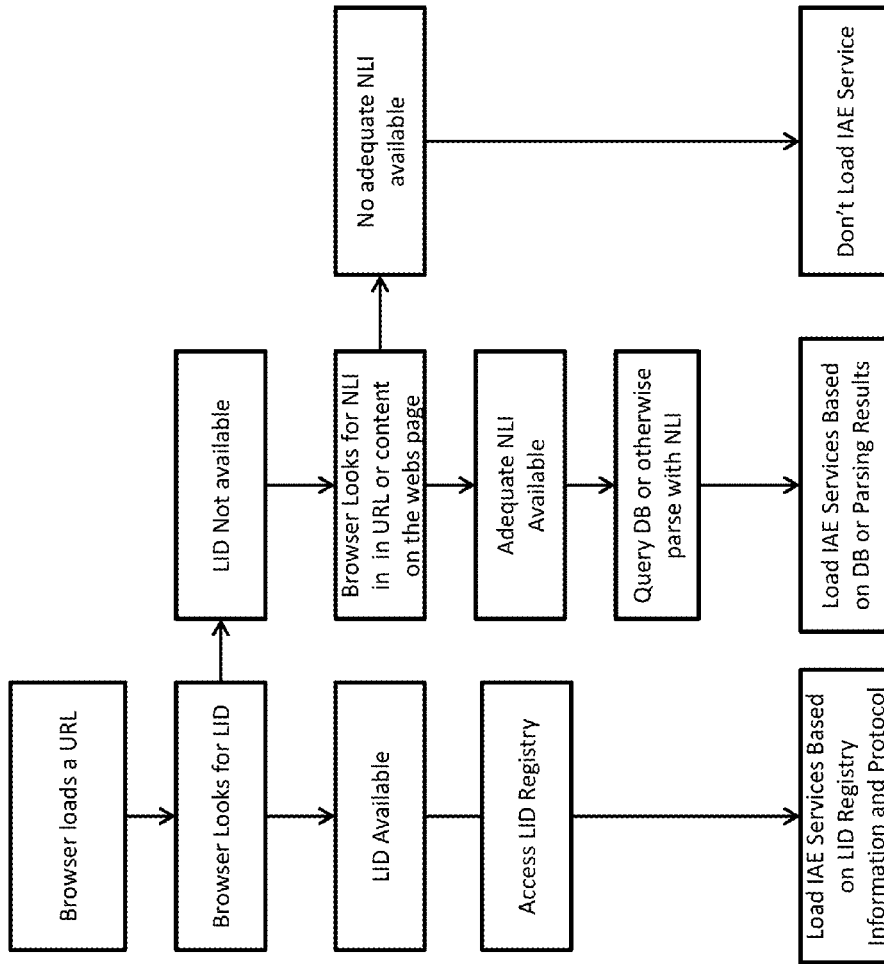 Browser loads a URL
Browser Looks for LID
LID Not available
LID Available
Browser Looks for NLI
in in URL or content
on the webs page
No adequate NLI
available
Access LID Registry
Adequate NLI
Available
Query DB or otherwise
parse with NLI
Load IAE Services Based
on LID Registry
Information and Protocol
Load IAE Services Based
on DB or Parsing Results
Don't Load IAE Service